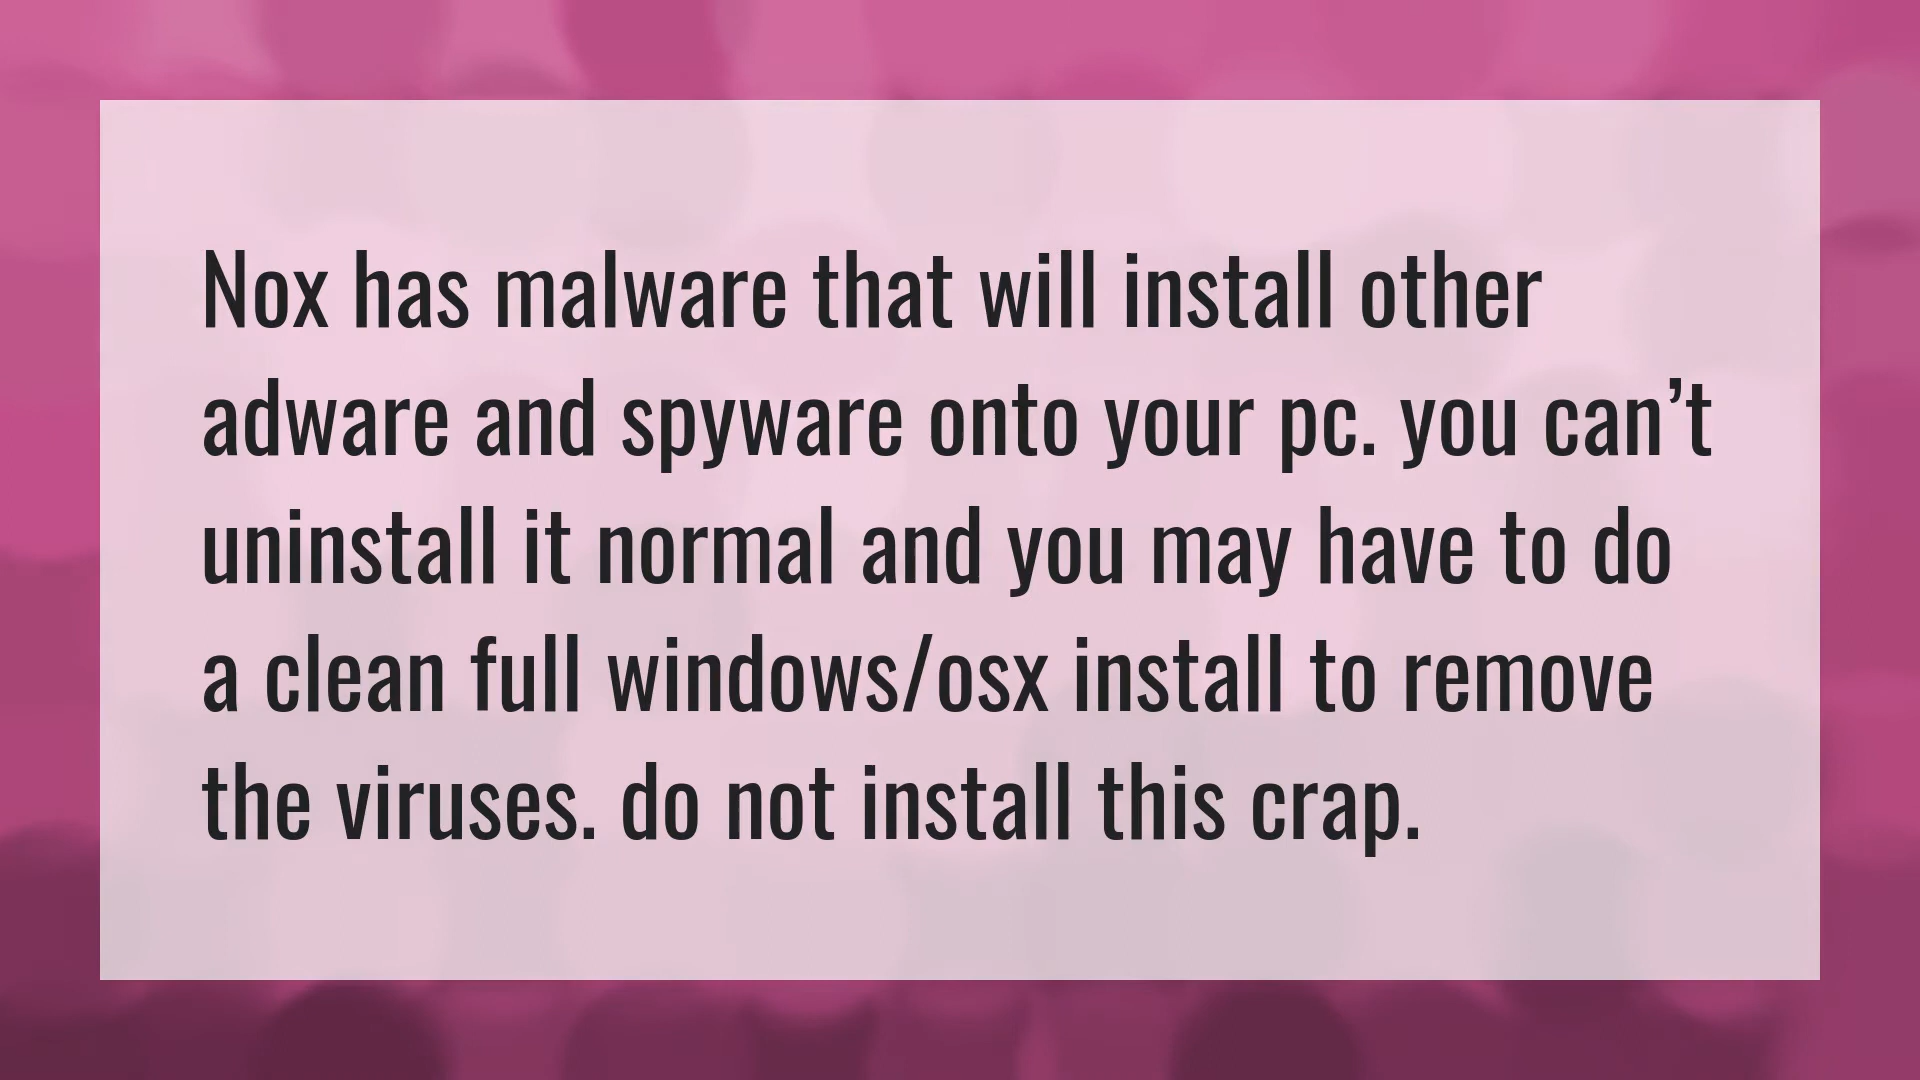 Nox has malware that will install other
adware and spyware onto your pc. you can’t
uninstall it normal and you may have to do
a clean full windows/osx install to remove
the viruses. do not install this crap.